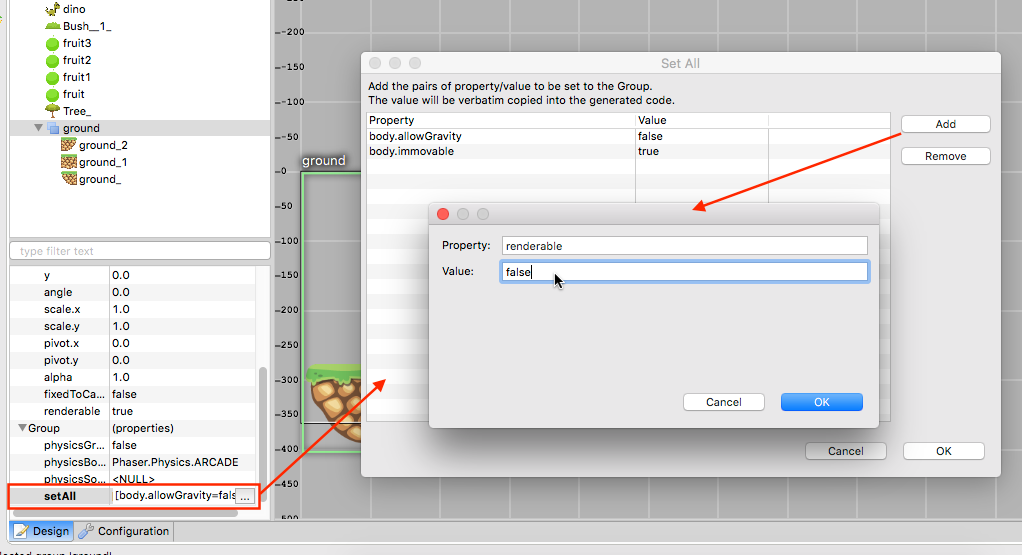 dino
Bush__1_
fruit3
fruit2
fruit1
fruit
Tree_
ground
ground_2
ground_1
ground_
type filter text
y 0.0
angle 0.0
scale.x 1.0
scale.y 1.0
pivot.x 0.0
pivot.y 0.0
alpha 1.0
fixedToCa... false
renderable true
Group (properties)
physicsGr... false
physicsBo... Phaser.Physics.ARCADE
physicsSo... <NULL>
setAll [body.allowGravity=fals ...
Design Configuration
-200
-150
-100
-50
-0
-50
-100
-150
-200
-250
-300
-350
-400
-450
-500
ground
Set All
Add the pairs of property/value to be set to the Group.
The value will be verbatim copied into the generated code.
Property Value
body.allowGravity false
body.immovable true
Add
Remove
Property: renderable
Value: false
Cancel OK
Cancel OK